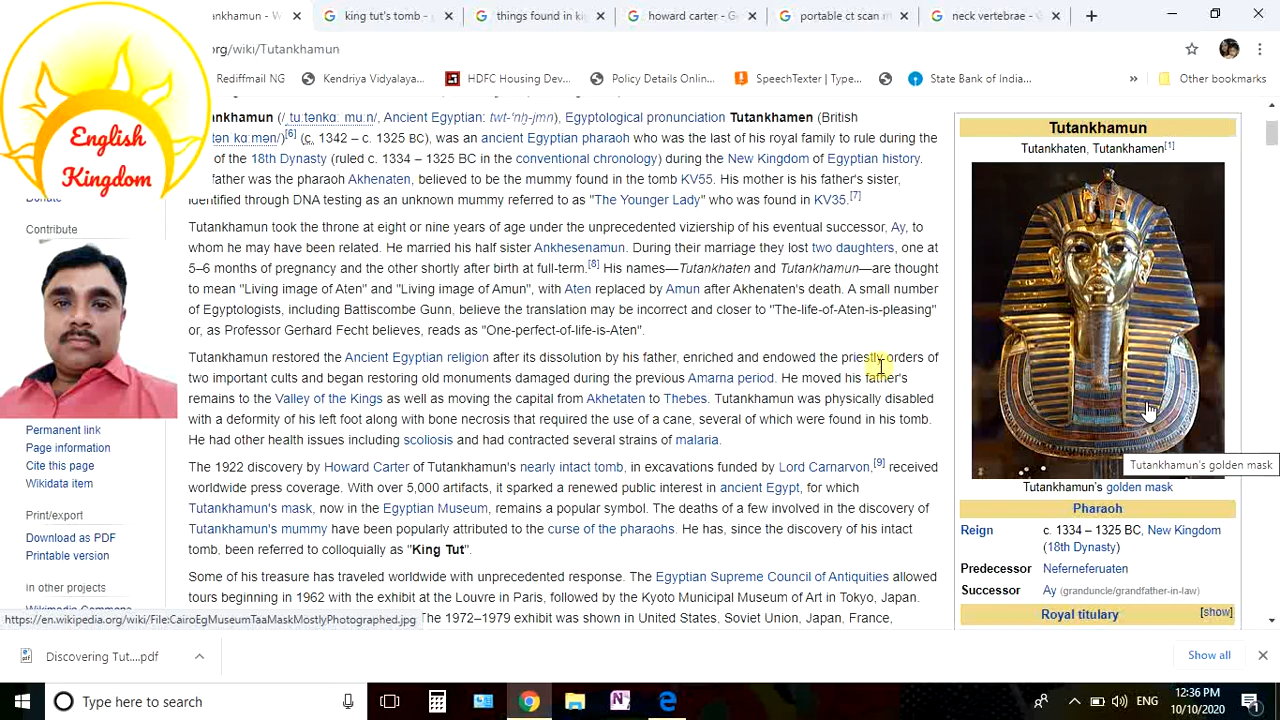 Tutankhamun - W
king tut's tomb -
things found in ki
howard carter - G
portable ct scan m
neck vertebrae - G
org/wiki/Tutankhamun
Rediffmail NG
Kendriya Vidyalaya...
HDFC Housing Dev...
Policy Details Onlin...
SpeechTexter | Type...
State Bank of India...
»
Other bookmarks
English
Kingdom
ankhamun (/ˌtuːtənkɑːˈmuːn/, Ancient Egyptian: twt-ꜥnḫ-jmn), Egyptological pronunciation Tutankhamen (British
[6] (c. 1342 – c. 1325 BC), was an ancient Egyptian pharaoh who was the last of his royal family to rule during the
of the 18th Dynasty (ruled c. 1334 – 1325 BC in the conventional chronology) during the New Kingdom of Egyptian history.
father was the pharaoh Akhenaten, believed to be the mummy found in the tomb KV55. His mother is his father's sister,
identified through DNA testing as an unknown mummy referred to as "The Younger Lady" who was found in KV35.[7]
Tutankhamun took the throne at eight or nine years of age under the unprecedented viziership of his eventual successor, Ay, to
whom he may have been related. He married his half sister Ankhesenamun. During their marriage they lost two daughters, one at
5–6 months of pregnancy and the other shortly after birth at full-term.[8] His names—Tutankhaten and Tutankhamun—are thought
to mean "Living image of Aten" and "Living image of Amun", with Aten replaced by Amun after Akhenaten's death. A small number
of Egyptologists, including Battiscombe Gunn, believe the translation may be incorrect and closer to "The-life-of-Aten-is-pleasing"
or, as Professor Gerhard Fecht believes, reads as "One-perfect-of-life-is-Aten".
Tutankhamun restored the Ancient Egyptian religion after its dissolution by his father, enriched and endowed the priestly orders of
two important cults and began restoring old monuments damaged during the previous Amarna period. He moved his father's
remains to the Valley of the Kings as well as moving the capital from Akhetaten to Thebes. Tutankhamun was physically disabled
with a deformity of his left foot along with bone necrosis that required the use of a cane, several of which were found in his tomb.
He had other health issues including scoliosis and had contracted several strains of malaria.
The 1922 discovery by Howard Carter of Tutankhamun's nearly intact tomb, in excavations funded by Lord Carnarvon,[9] received
worldwide press coverage. With over 5,000 artifacts, it sparked a renewed public interest in ancient Egypt, for which
Tutankhamun's mask, now in the Egyptian Museum, remains a popular symbol. The deaths of a few involved in the discovery of
Tutankhamun's mummy have been popularly attributed to the curse of the pharaohs. He has, since the discovery of his intact
tomb, been referred to colloquially as "King Tut".
Some of his treasure has traveled worldwide with unprecedented response. The Egyptian Supreme Council of Antiquities allowed
tours beginning in 1962 with the exhibit at the Louvre in Paris, followed by the Kyoto Municipal Museum of Art in Tokyo, Japan.
The 1972–1979 exhibit was shown in United States, Soviet Union, Japan, France,
Tutankhamun
Tutankhaten, Tutankhamen[1]
Tutankhamun's golden mask
Tutankhamun's golden mask
Pharaoh
Reign c. 1334 – 1325 BC, New Kingdom
(18th Dynasty)
Predecessor Neferneferuaten
Successor Ay (granduncle/grandfather-in-law)
Royal titulary [show]
Donate
Contribute
Permanent link
Page information
Cite this page
Wikidata item
Print/export
Download as PDF
Printable version
In other projects
Wikimedia Commons
https://en.wikipedia.org/wiki/File:CairoEgMuseumTaaMaskMostlyPhotographed.jpg
Discovering Tut....pdf
Show all
Type here to search
ENG
12:36 PM
10/10/2020